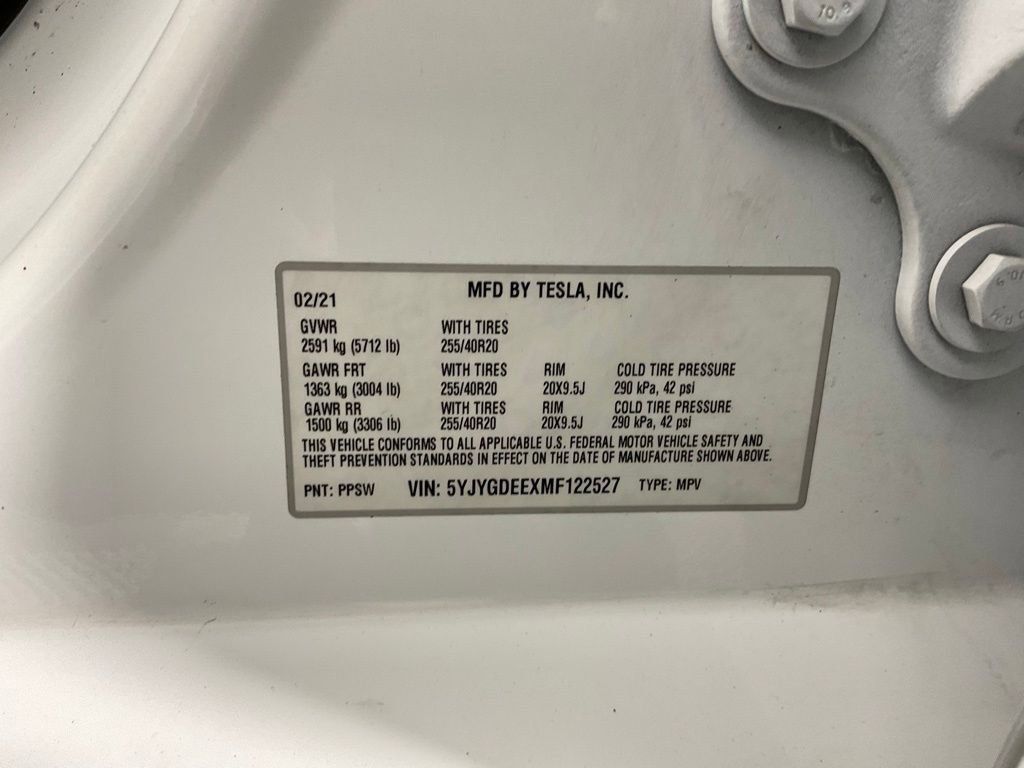 MFD BY TESLA, INC.
02/21
GVWR WITH TIRES
2591 kg (5712 lb) 255/40R20
GAWR FRT WITH TIRES RIM COLD TIRE PRESSURE
1363 kg (3004 lb) 255/40R20 20X9.5J 290 kPa, 42 psi
GAWR RR WITH TIRES RIM COLD TIRE PRESSURE
1500 kg (3306 lb) 255/40R20 20X9.5J 290 kPa, 42 psi
THIS VEHICLE CONFORMS TO ALL APPLICABLE U.S. FEDERAL MOTOR VEHICLE SAFETY AND
THEFT PREVENTION STANDARDS IN EFFECT ON THE DATE OF MANUFACTURE SHOWN ABOVE.
PNT: PPSW VIN: 5YJYGDEEXMF122527 TYPE: MPV